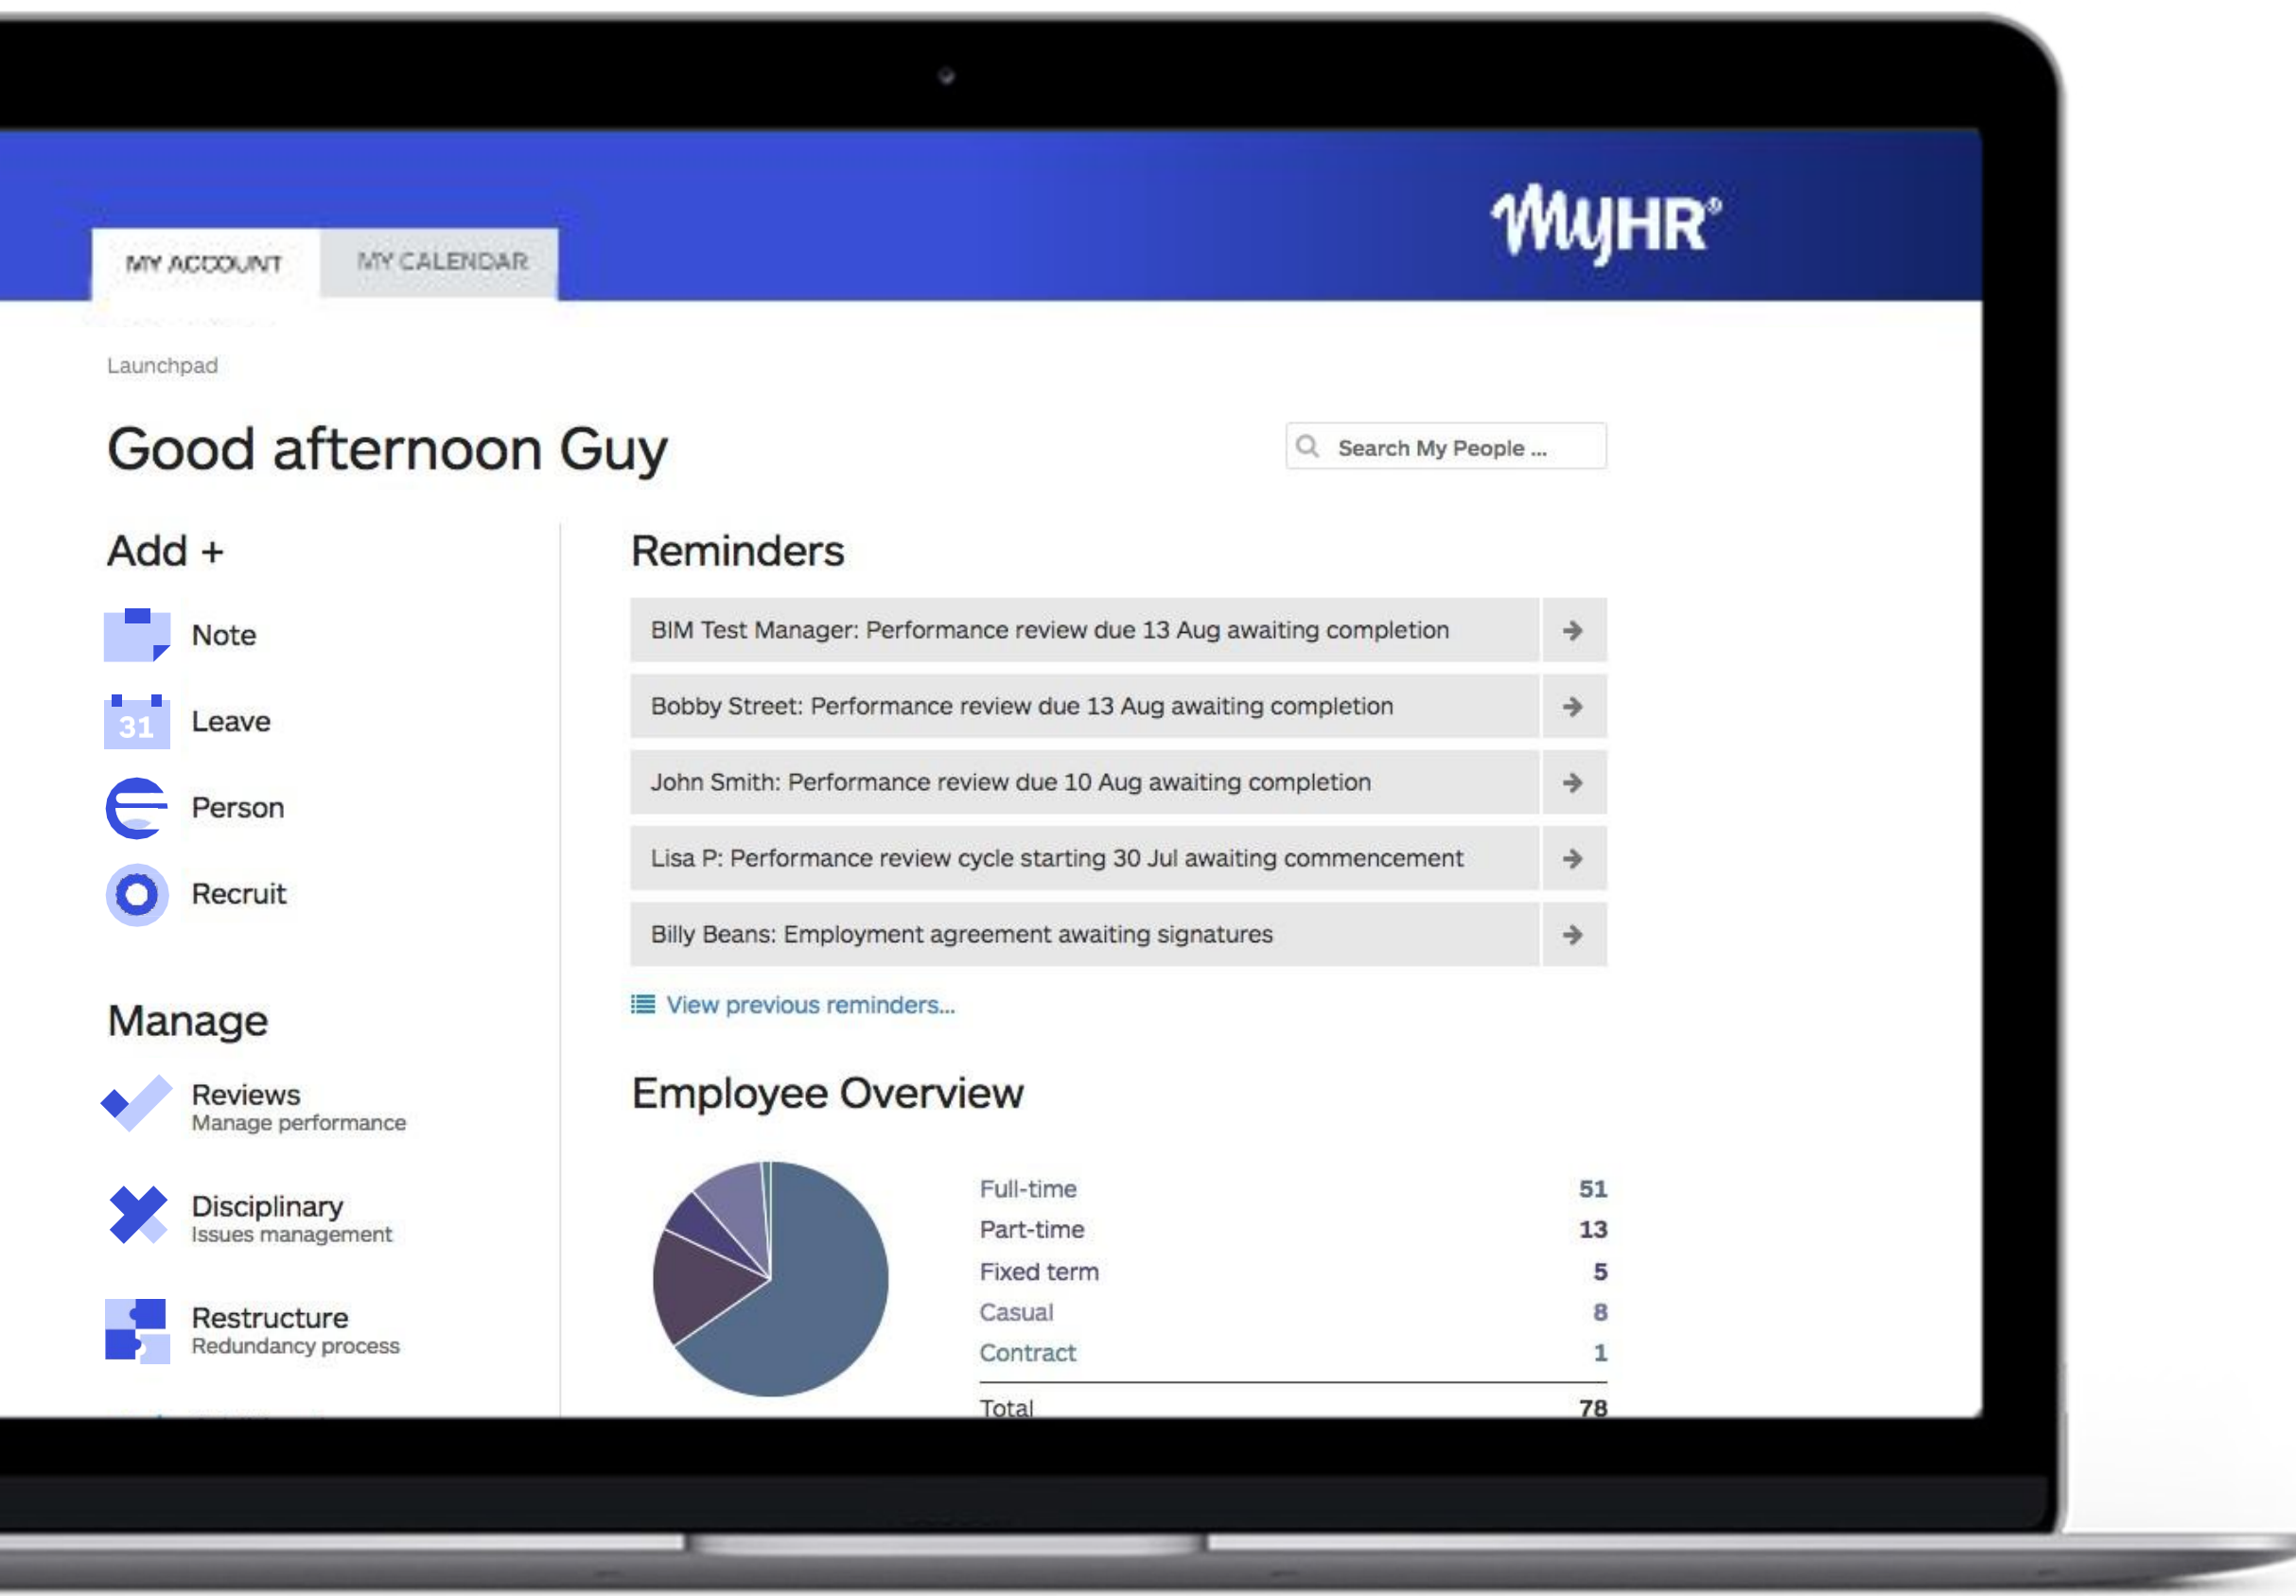 MyHR®
MY ACCOUNT
MY CALENDAR
Launchpad
Good afternoon Guy
Search My People ...
Add +
Note
31
Leave
Person
Recruit
Manage
Reviews
Manage performance
Disciplinary
Issues management
Restructure
Redundancy process
Reminders
BIM Test Manager: Performance review due 13 Aug awaiting completion
Bobby Street: Performance review due 13 Aug awaiting completion
John Smith: Performance review due 10 Aug awaiting completion
Lisa P: Performance review cycle starting 30 Jul awaiting commencement
Billy Beans: Employment agreement awaiting signatures
View previous reminders...
Employee Overview
Full-time 51
Part-time 13
Fixed term 5
Casual 8
Contract 1
Total 78